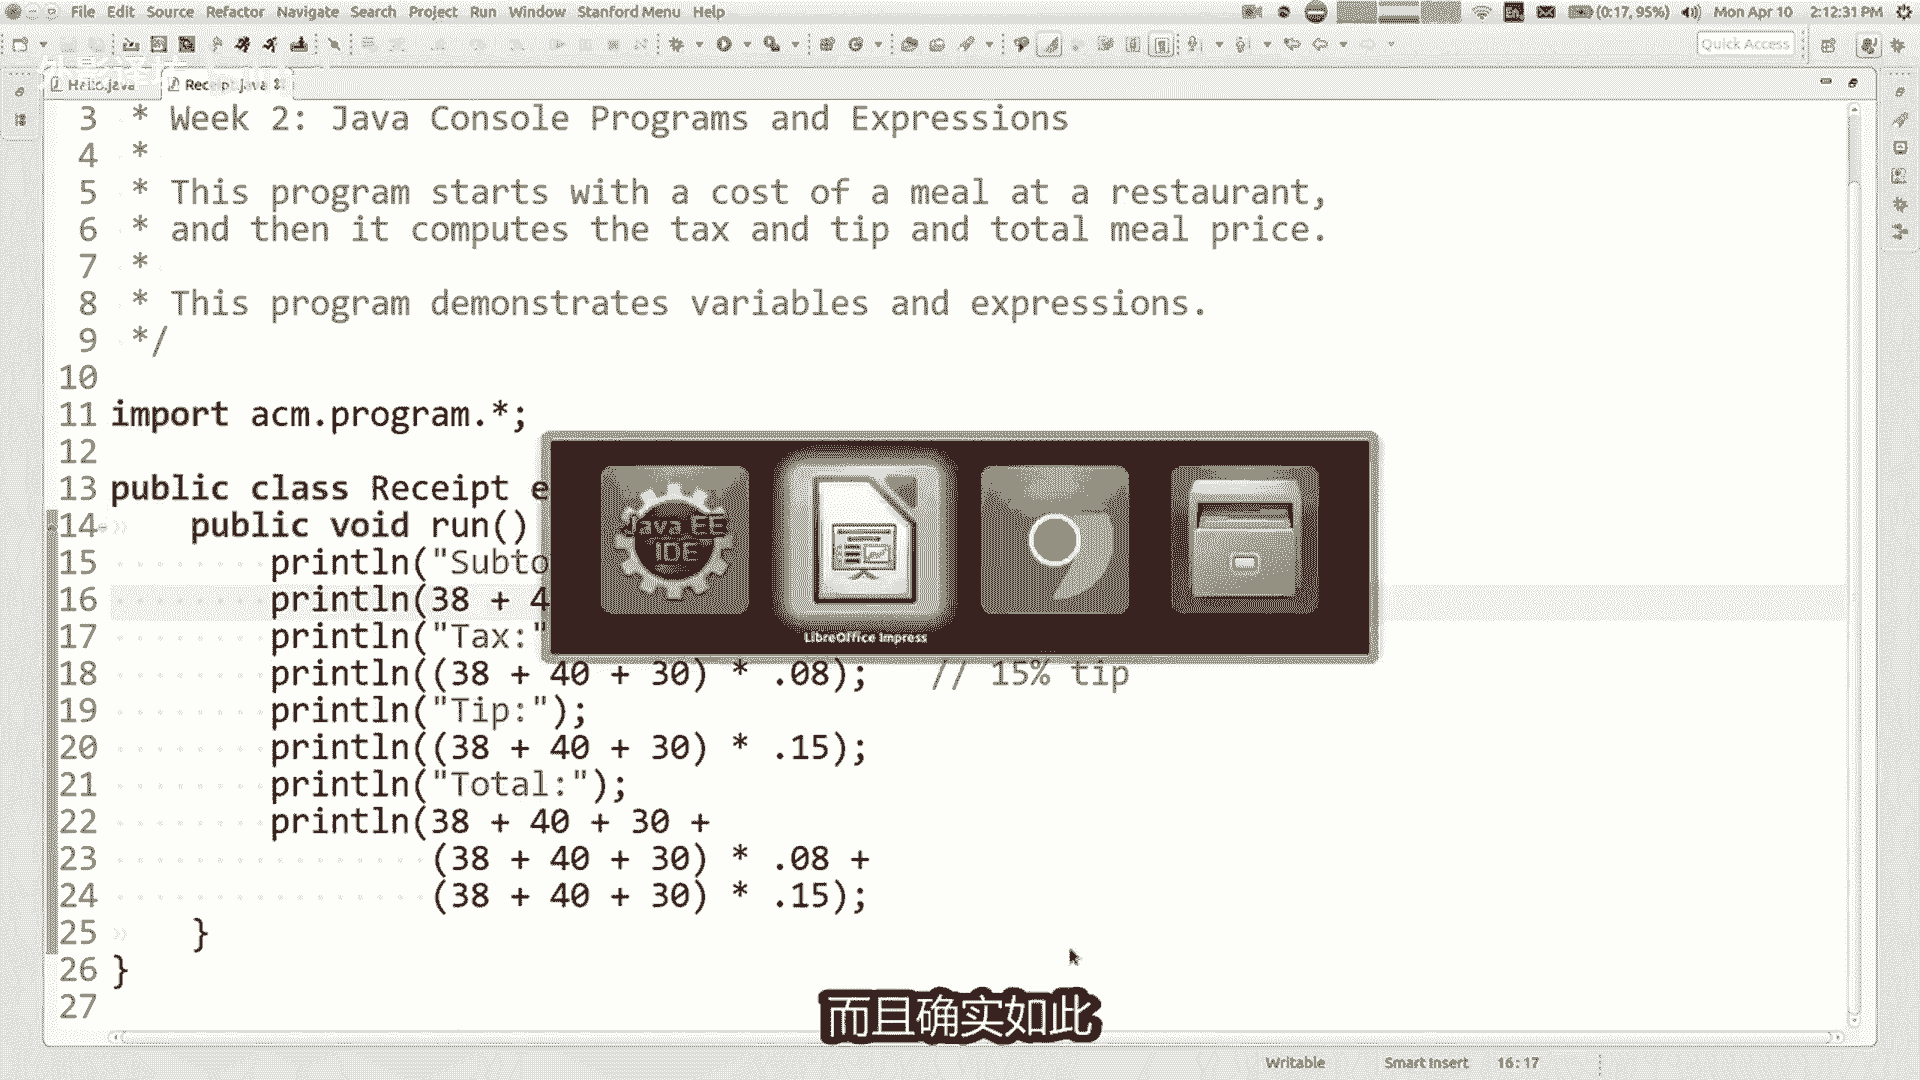 File Edit Source Refactor Navigate Search Project Run Window Stanford Menu Help
(0:17, 95%) Mon Apr 10 2:12:31 PM
Quick Access
Hello.java Receipt.java
3 * Week 2: Java Console Programs and Expressions
4 *
5 * This program starts with a cost of a meal at a restaurant,
6 * and then it computes the tax and tip and total meal price.
7 *
8 * This program demonstrates variables and expressions.
9 */
10
11 import acm.program.*;
12
13 public class Receipt e
14 public void run()
15 println("Subto
16 println(38 + 4
17 println("Tax:"
18 println((38 + 40 + 30) * .08); // 15% tip
19 println("Tip:");
20 println((38 + 40 + 30) * .15);
21 println("Total:");
22 println(38 + 40 + 30 +
23 (38 + 40 + 30) * .08 +
24 (38 + 40 + 30) * .15);
25 }
26 }
27
Java EE
IDE
LibreOffice Impress
而且确实如此
Writable Smart Insert 16:17